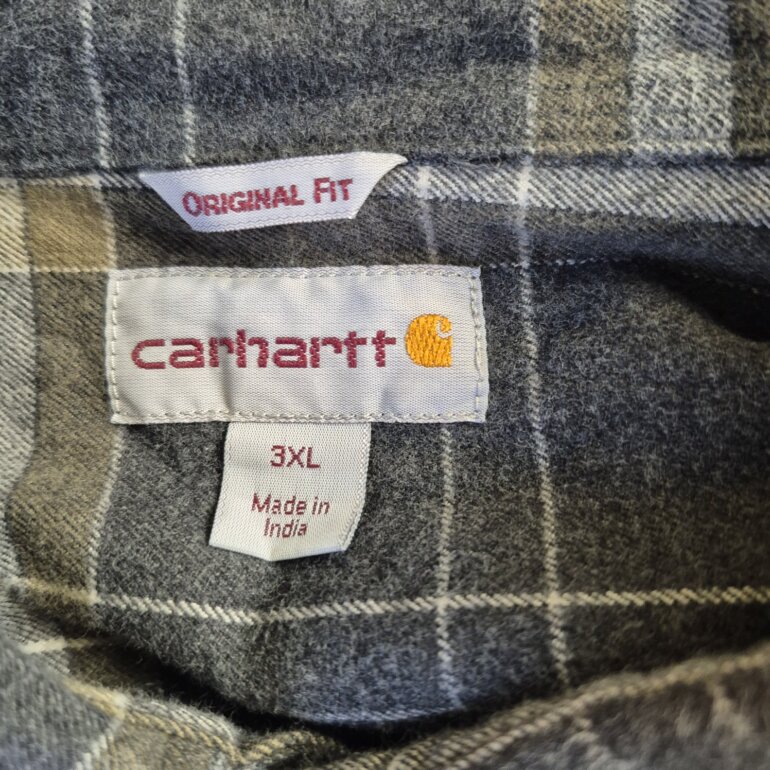 ORIGINAL FIT
carhartt
3XL
Made in
India